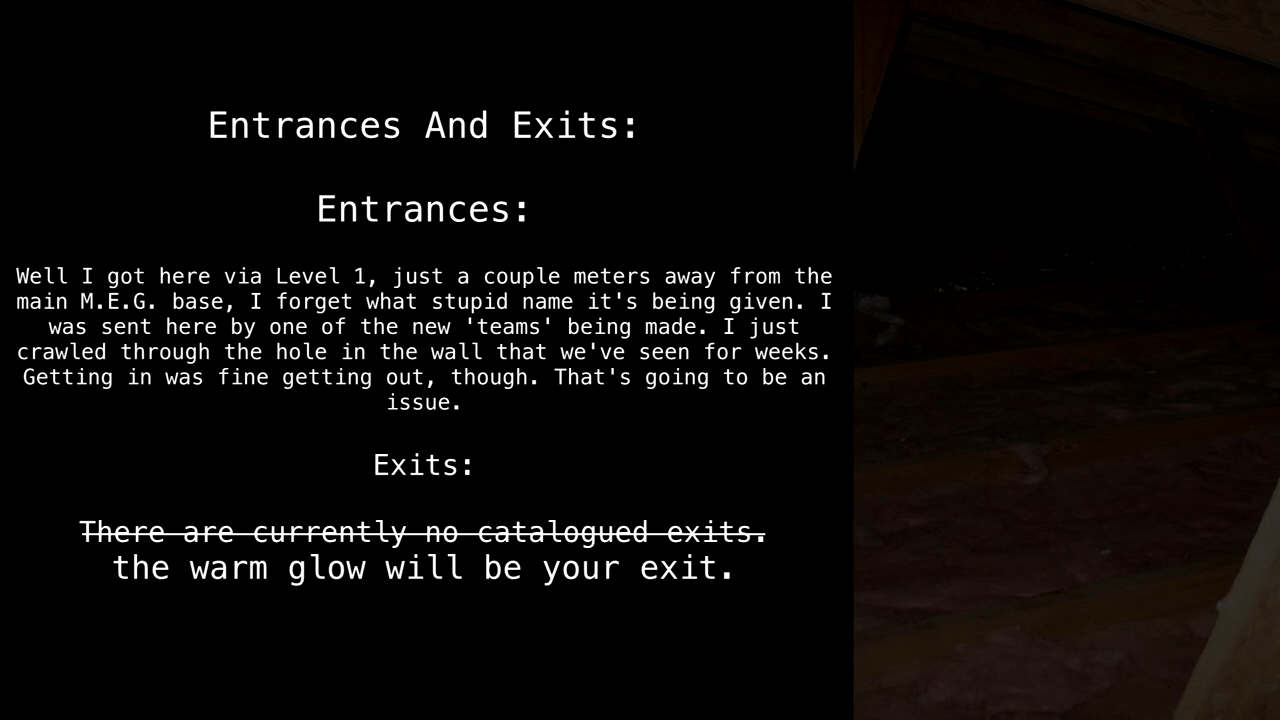 Entrances And Exits:
Entrances:
Well I got here via Level 1, just a couple meters away from the
main M.E.G. base, I forget what stupid name it's being given. I
was sent here by one of the new 'teams' being made. I just
crawled through the hole in the wall that we've seen for weeks.
Getting in was fine getting out, though. That's going to be an
issue.
Exits:
There are currently no catalogued exits.
the warm glow will be your exit.